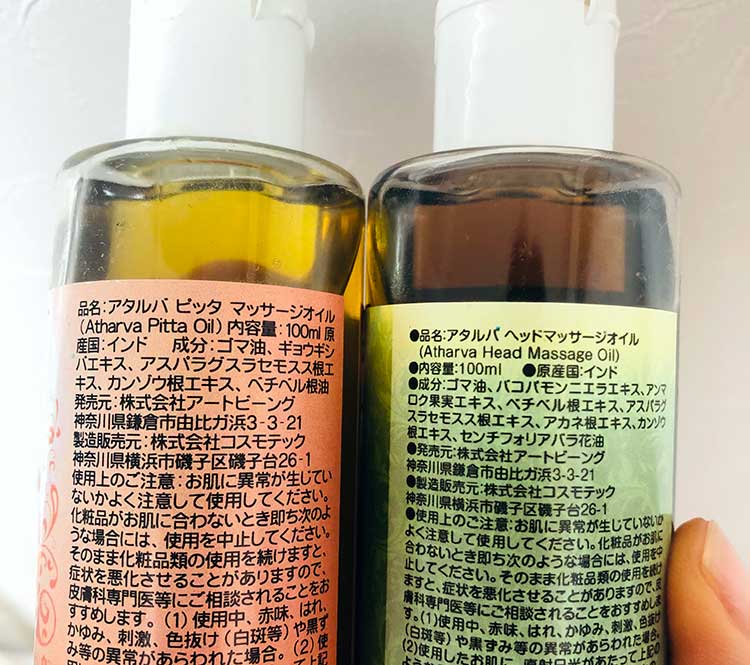 品名:アタルバ ピッタ マッサージオイル
(Atharva Pitta Oil) 内容量:100ml 原
産国:インド 成分:ゴマ油、ギョウギシ
バエキス、アスパラグスラセモスス根エ
キス、カンゾウ根エキス、ベチベル根油
発売元:株式会社アートビーング
神奈川県鎌倉市由比ガ浜3-3-21
製造販売元:株式会社コスモテック
神奈川県横浜市磯子区磯子台26-1
使用上のご注意:お肌に異常が生じてい
ないかよく注意して使用してください。
化粧品がお肌に合わないとき即ち次のよ
うな場合には、使用を中止してください。
そのまま化粧品類の使用を続けますと、
症状を悪化させることがありますので、
皮膚科専門医等にご相談されることをお
すすめします。(1) 使用中、赤味、はれ、
かゆみ、刺激、色抜け (白斑等) や黒ず
み等の異常があらわれた場合。 (2) 使
●品名:アタルバ ヘッドマッサージオイル
(Atharva Head Massage Oil)
●内容量:100ml ●原産国:インド
●成分:ゴマ油、バコパモンニエラエキス、アンマ
ロク果実エキス、ベチベル根エキス、アスパラグ
スラセモスス根エキス、アカネ根エキス、カンゾウ
根エキス、センチフォリアバラ花油
●発売元:株式会社アートビーング
神奈川県鎌倉市由比ガ浜3-3-21
●製造販売元:株式会社コスモテック
神奈川県横浜市磯子区磯子台26-1
●使用上のご注意:お肌に異常が生じていないか
よく注意して使用してください。化粧品がお肌に
合わないとき即ち次のような場合には、使用を中
止してください。そのまま化粧品類の使用を続け
ますと、症状を悪化させることがありますので、皮
膚科専門医等にご相談されることをおすすめしま
す。(1) 使用中、赤味、はれ、かゆみ、刺激、色抜け
(白斑等) や黒ずみ等の異常があらわれた場合。
(2) 使用したお肌に、直射日光があたって上記の